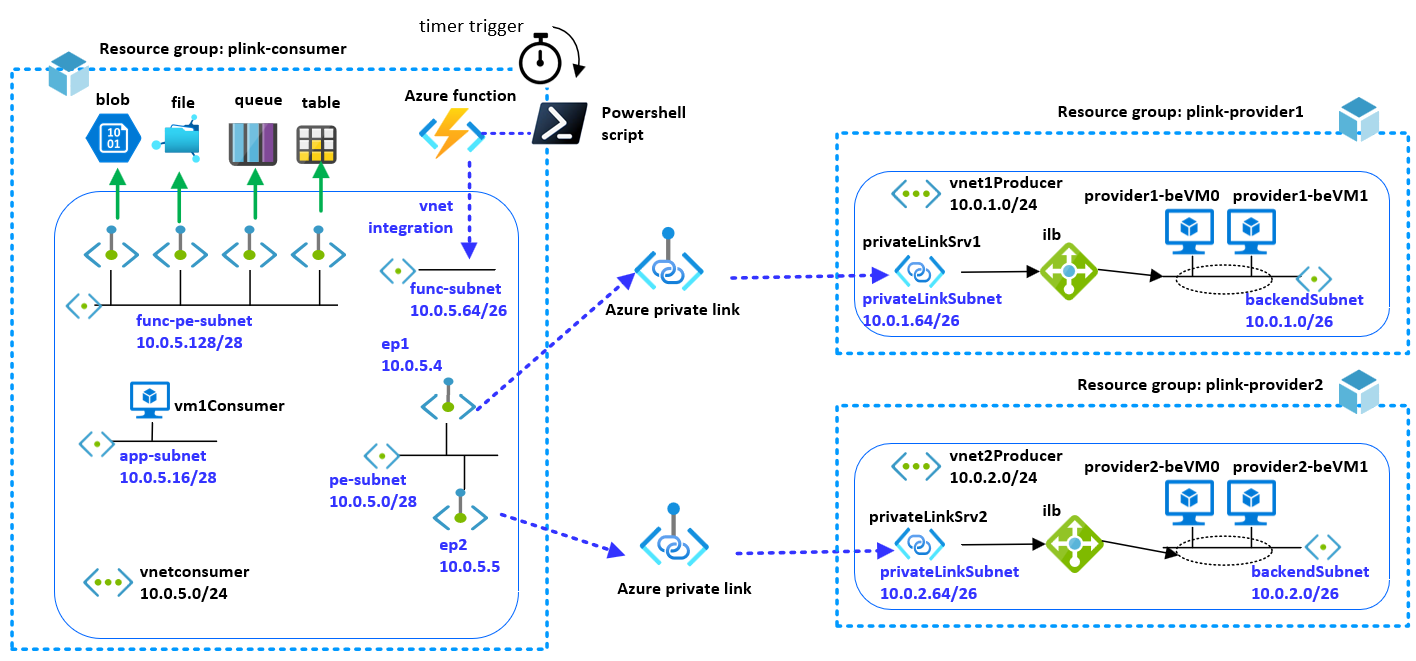 timer trigger
Resource group: plink-consumer
blob
file
queue
table
Azure function
Powershell
script
10
01
vnet
integration
func-subnet
10.0.5.64/26
func-pe-subnet
10.0.5.128/28
ep1
10.0.5.4
vm1Consumer
app-subnet
10.0.5.16/28
pe-subnet
10.0.5.0/28
ep2
10.0.5.5
vnetconsumer
10.0.5.0/24
Azure private link
Azure private link
Resource group: plink-provider1
vnet1Producer
10.0.1.0/24
provider1-beVM0
provider1-beVM1
privateLinkSrv1
ilb
privateLinkSubnet
10.0.1.64/26
backendSubnet
10.0.1.0/26
Resource group: plink-provider2
vnet2Producer
10.0.2.0/24
provider2-beVM0
provider2-beVM1
privateLinkSrv2
ilb
privateLinkSubnet
10.0.2.64/26
backendSubnet
10.0.2.0/26